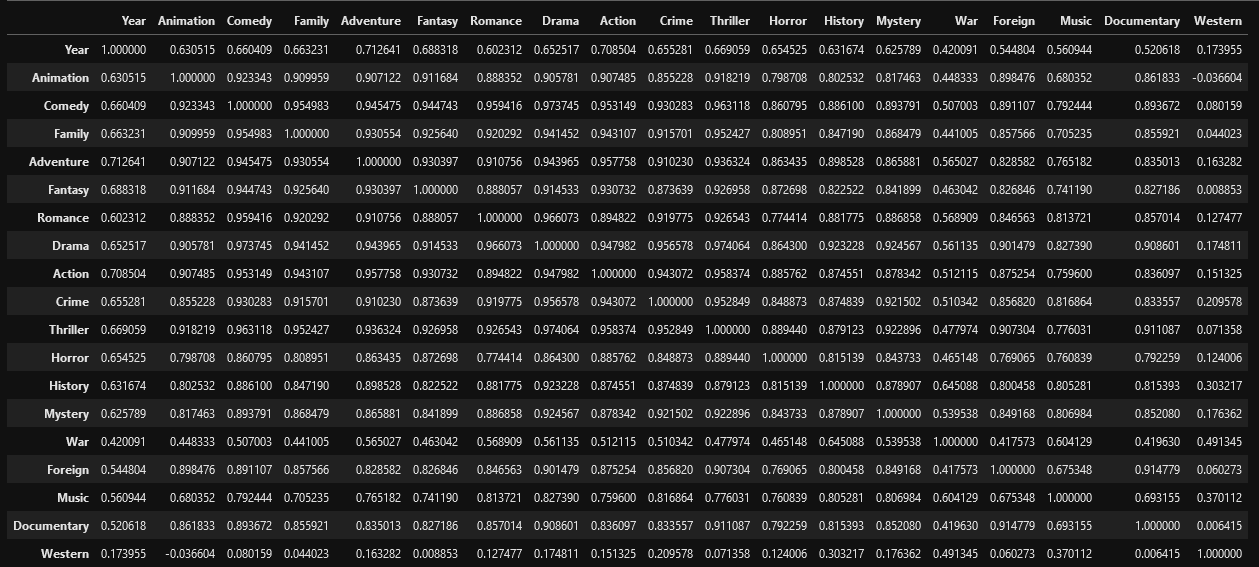 Year Animation Comedy Family Adventure Fantasy Romance Drama Action Crime Thriller Horror History Mystery War Foreign Music Documentary Western
Year 1.000000 0.630515 0.660409 0.663231 0.712641 0.688318 0.602312 0.652517 0.708504 0.655281 0.669059 0.654525 0.631674 0.625789 0.420091 0.544804 0.560944 0.520618 0.173955
Animation 0.630515 1.000000 0.923343 0.909959 0.907122 0.911684 0.888352 0.905781 0.907485 0.855228 0.918219 0.798708 0.802532 0.817463 0.448333 0.898476 0.680352 0.861833 -0.036604
Comedy 0.660409 0.923343 1.000000 0.954983 0.945475 0.944743 0.959416 0.973745 0.953149 0.930283 0.963118 0.860795 0.886100 0.893791 0.507003 0.891107 0.792444 0.893672 0.080159
Family 0.663231 0.909959 0.954983 1.000000 0.930554 0.925640 0.920292 0.941452 0.943107 0.915701 0.952427 0.808951 0.847190 0.868479 0.441005 0.857566 0.705235 0.855921 0.044023
Adventure 0.712641 0.907122 0.945475 0.930554 1.000000 0.930397 0.910756 0.943965 0.957758 0.910230 0.936324 0.863435 0.898528 0.865881 0.565027 0.828582 0.765182 0.835013 0.163282
Fantasy 0.688318 0.911684 0.944743 0.925640 0.930397 1.000000 0.888057 0.914533 0.930732 0.873639 0.926958 0.872698 0.822522 0.841899 0.463042 0.826846 0.741190 0.827186 0.008853
Romance 0.602312 0.888352 0.959416 0.920292 0.910756 0.888057 1.000000 0.966073 0.894822 0.919775 0.926543 0.774414 0.881775 0.886858 0.568909 0.846563 0.813721 0.857014 0.127477
Drama 0.652517 0.905781 0.973745 0.941452 0.943965 0.914533 0.966073 1.000000 0.947982 0.956578 0.974064 0.864300 0.923228 0.924567 0.561135 0.901479 0.827390 0.908601 0.174811
Action 0.708504 0.907485 0.953149 0.943107 0.957758 0.930732 0.894822 0.947982 1.000000 0.943072 0.958374 0.885762 0.874551 0.878342 0.512115 0.875254 0.759600 0.836097 0.151325
Crime 0.655281 0.855228 0.930283 0.915701 0.910230 0.873639 0.919775 0.956578 0.943072 1.000000 0.952849 0.848873 0.874839 0.921502 0.510342 0.856820 0.816864 0.833557 0.209578
Thriller 0.669059 0.918219 0.963118 0.952427 0.936324 0.926958 0.926543 0.974064 0.958374 0.952849 1.000000 0.889440 0.879123 0.922896 0.477974 0.907304 0.776031 0.911087 0.071358
Horror 0.654525 0.798708 0.860795 0.808951 0.863435 0.872698 0.774414 0.864300 0.885762 0.848873 0.889440 1.000000 0.815139 0.843733 0.465148 0.769065 0.760839 0.792259 0.124006
History 0.631674 0.802532 0.886100 0.847190 0.898528 0.822522 0.881775 0.923228 0.874551 0.874839 0.879123 0.815139 1.000000 0.878907 0.645088 0.800458 0.805281 0.815393 0.303217
Mystery 0.625789 0.817463 0.893791 0.868479 0.865881 0.841899 0.886858 0.924567 0.878342 0.921502 0.922896 0.843733 0.878907 1.000000 0.539538 0.849168 0.806984 0.852080 0.176362
War 0.420091 0.448333 0.507003 0.441005 0.565027 0.463042 0.568909 0.561135 0.512115 0.510342 0.477974 0.465148 0.645088 0.539538 1.000000 0.417573 0.604129 0.419630 0.491345
Foreign 0.544804 0.898476 0.891107 0.857566 0.828582 0.826846 0.846563 0.901479 0.875254 0.856820 0.907304 0.769065 0.800458 0.849168 0.417573 1.000000 0.675348 0.914779 0.060273
Music 0.560944 0.680352 0.792444 0.705235 0.765182 0.741190 0.813721 0.827390 0.759600 0.816864 0.776031 0.760839 0.805281 0.806984 0.604129 0.675348 1.000000 0.693155 0.370112
Documentary 0.520618 0.861833 0.893672 0.855921 0.835013 0.827186 0.857014 0.908601 0.836097 0.833557 0.911087 0.792259 0.815393 0.852080 0.419630 0.914779 0.693155 1.000000 0.006415
Western 0.173955 -0.036604 0.080159 0.044023 0.163282 0.008853 0.127477 0.174811 0.151325 0.209578 0.071358 0.124006 0.303217 0.176362 0.491345 0.060273 0.370112 0.006415 1.000000